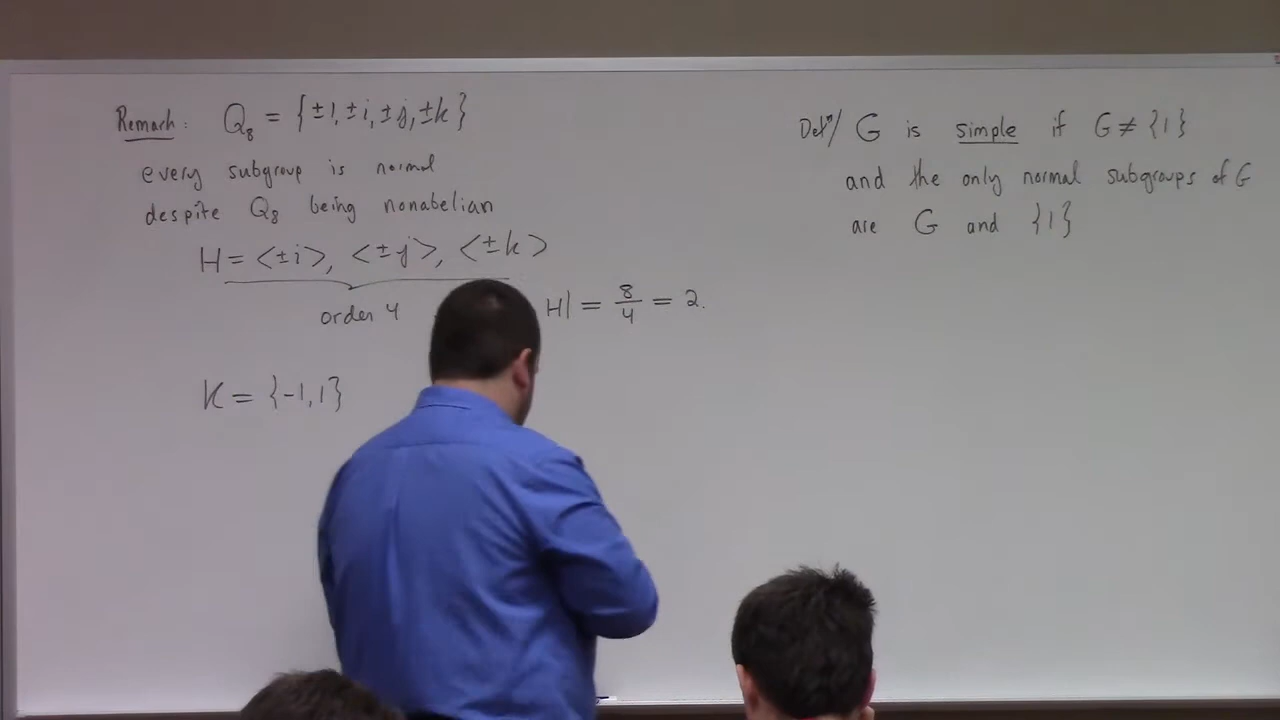 Remark: Q₈ = {±1, ±i, ±j, ±k}
every subgroup is normal
despite Q₈ being nonabelian
H = <±i>, <±j>, <±k>
order 4
H| = 8/4 = 2.
K = {-1, 1}
Defⁿ/ G is simple if G ≠ {1}
and the only normal subgroups of G
are G and {1}